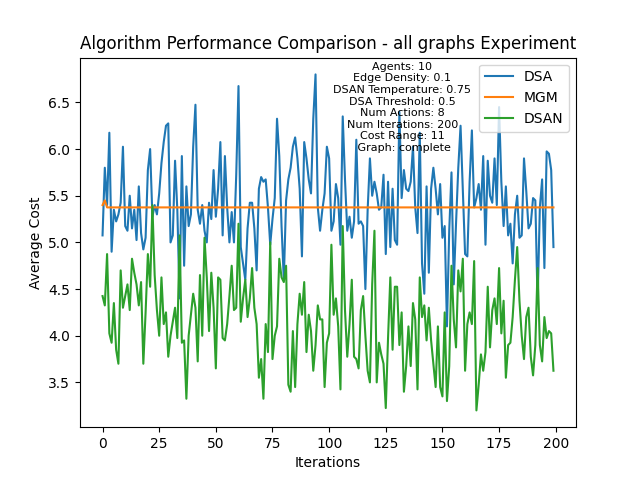 Algorithm Performance Comparison - all graphs Experiment
Agents: 10
Edge Density: 0.1
DSAN Temperature: 0.75
DSA Threshold: 0.5
Num Actions: 8
Num Iterations: 200
Cost Range: 11
Graph: complete
DSA
MGM
DSAN
Average Cost
6.5
6.0
5.5
5.0
4.5
4.0
3.5
0
25
50
75
100
125
150
175
200
Iterations